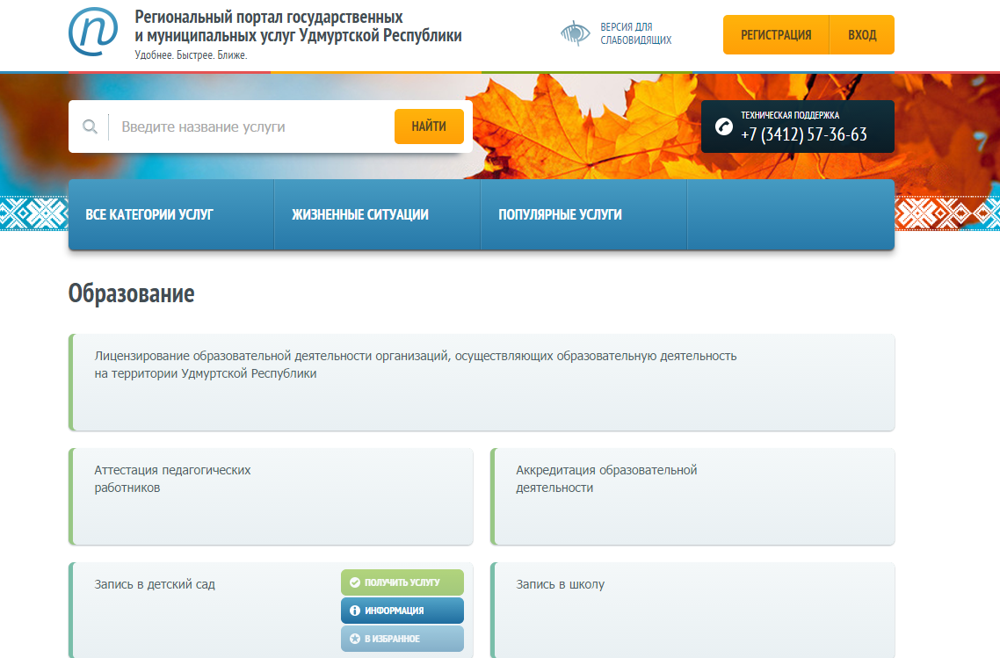 Региональный портал государственных
и муниципальных услуг Удмуртской Республики
Удобнее. Быстрее. Ближе.
ВЕРСИЯ ДЛЯ
СЛАБОВИДЯЩИХ
РЕГИСТРАЦИЯ
ВХОД
Введите название услуги
НАЙТИ
ТЕХНИЧЕСКАЯ ПОДДЕРЖКА
+7 (3412) 57-36-63
ВСЕ КАТЕГОРИИ УСЛУГ
ЖИЗНЕННЫЕ СИТУАЦИИ
ПОПУЛЯРНЫЕ УСЛУГИ
Образование
Лицензирование образовательной деятельности организаций, осуществляющих образовательную деятельность
на территории Удмуртской Республики
Аттестация педагогических
работников
Аккредитация образовательной
деятельности
Запись в детский сад
ПОЛУЧИТЬ УСЛУГУ
ИНФОРМАЦИЯ
В ИЗБРАННОЕ
Запись в школу